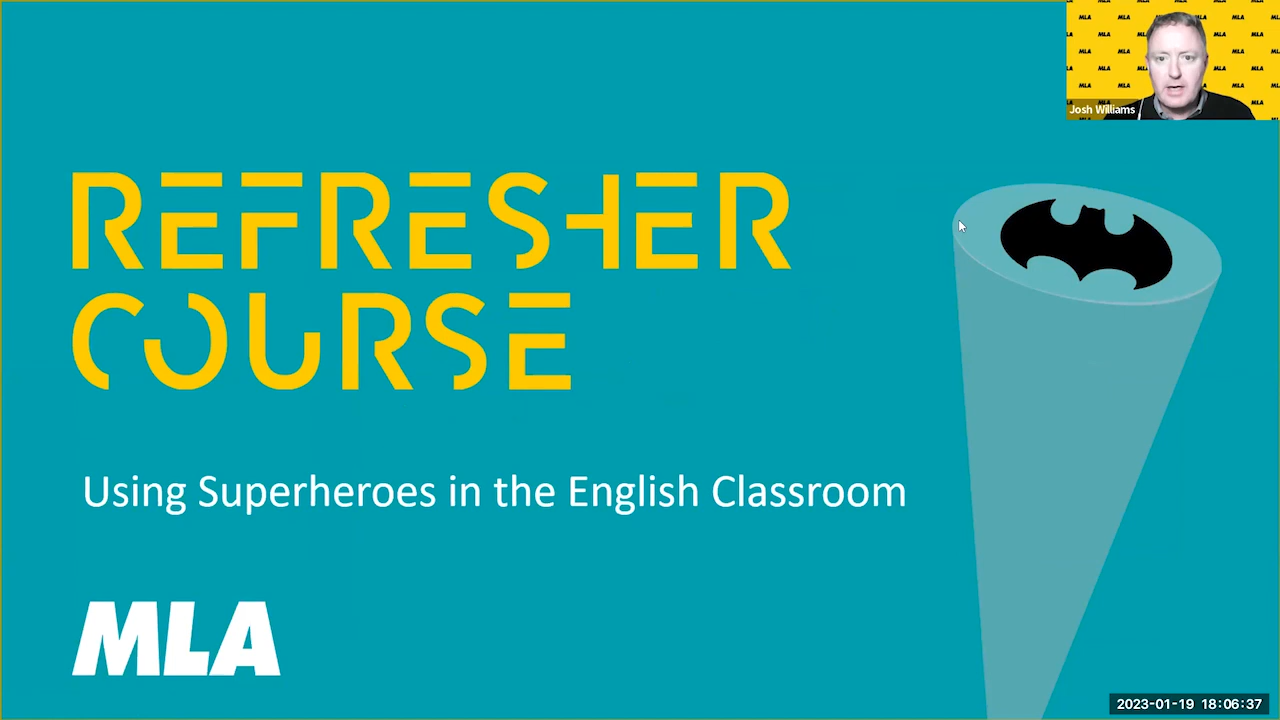 REFRESHER
COURSE
Using Superheroes in the English Classroom
MLA
Josh Williams
2023-01-19 18:06:37